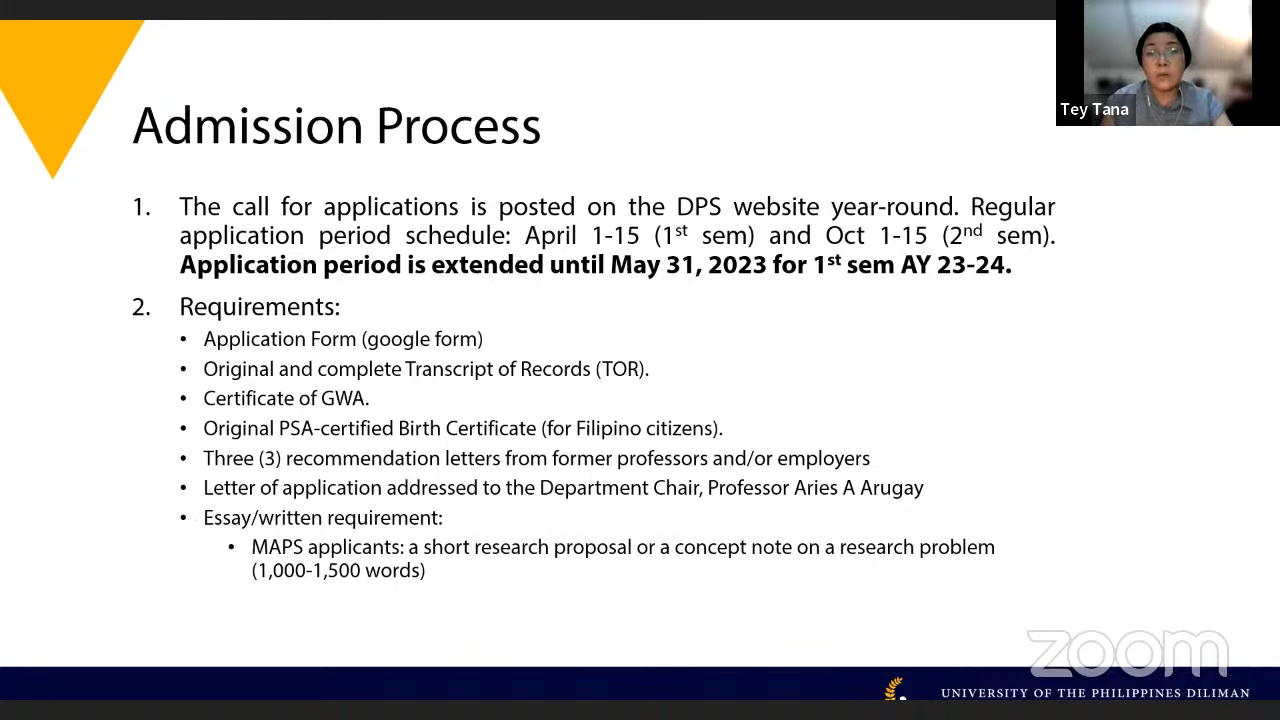 Tey Tana
Admission Process
1. The call for applications is posted on the DPS website year-round. Regular
application period schedule: April 1-15 (1st sem) and Oct 1-15 (2nd sem).
Application period is extended until May 31, 2023 for 1st sem AY 23-24.
2. Requirements:
• Application Form (google form)
• Original and complete Transcript of Records (TOR).
• Certificate of GWA.
• Original PSA-certified Birth Certificate (for Filipino citizens).
• Three (3) recommendation letters from former professors and/or employers
• Letter of application addressed to the Department Chair, Professor Aries A Arugay
• Essay/written requirement:
• MAPS applicants: a short research proposal or a concept note on a research problem
(1,000-1,500 words)
zoom
UNIVERSITY OF THE PHILIPPINES DILIMAN